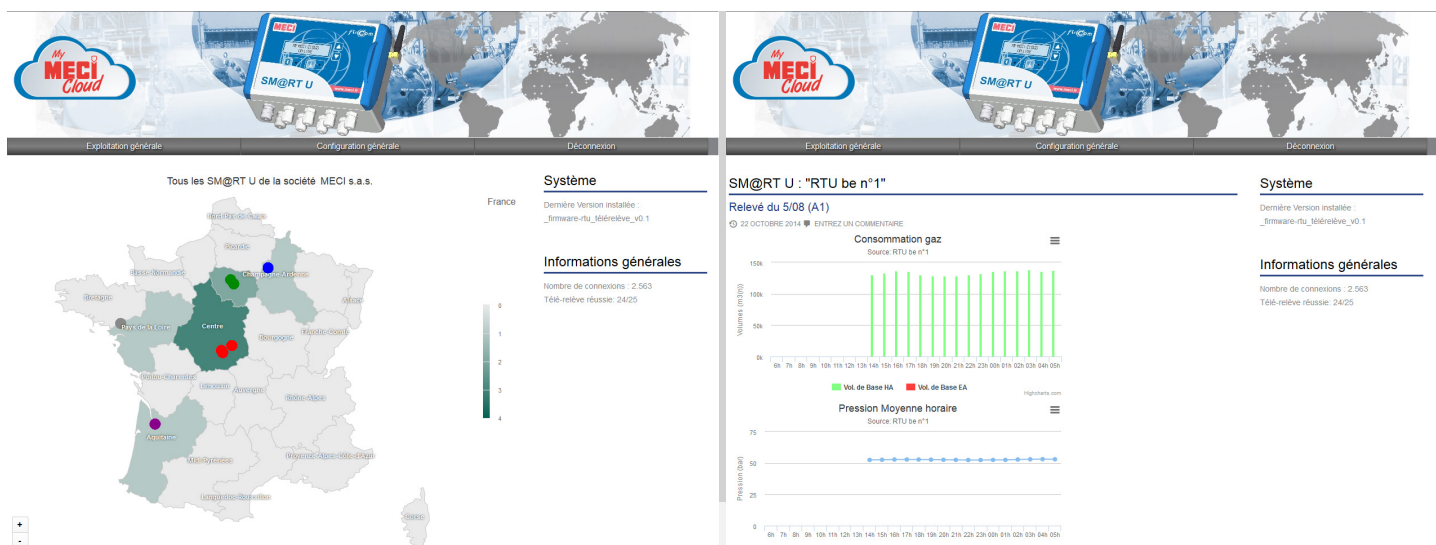 My
MECI
Cloud
MECI
SM@RT U
Exploitation générale
Configuration générale
Déconnexion
Tous les SM@RT U de la société MECI s.a.s.
France
Nord-Pas-de-Calais
Picardie
Haute-Normandie
Champagne-Ardenne
Bretagne
Alsace
Pays de la Loire
Centre
Bourgogne
Franche-Comté
Poitou-Charentes
Limousin
Auvergne
Rhône-Alpes
Aquitaine
Midi-Pyrénées
Provence-Alpes-Côte-d'Azur
Languedoc-Roussillon
Corse
0
1
2
3
4
+
-
Système
Dernière Version installée :
_firmware-rtu_télérelève_v0.1
Informations générales
Nombre de connexions : 2.563
Télé-relève réussie: 24/25
My
MECI
Cloud
MECI
SM@RT U
Exploitation générale
Configuration générale
Déconnexion
SM@RT U : "RTU be n°1"
Relevé du 5/08 (A1)
22 OCTOBRE 2014 ENTREZ UN COMMENTAIRE
Consommation gaz
Source: RTU be n°1
Volumes (m3(n))
150k
100k
50k
0k
6h 7h 8h 9h 10h 11h 12h 13h 14h 15h 16h 17h 18h 19h 20h 21h 22h 23h 00h 01h 02h 03h 04h 05h
Vol. de Base HA Vol. de Base EA
Highcharts.com
Pression Moyenne horaire
Source: RTU be n°1
Pression (bar)
75
50
25
0
6h 7h 8h 9h 10h 11h 12h 13h 14h 15h 16h 17h 18h 19h 20h 21h 22h 23h 00h 01h 02h 03h 04h 05h
Système
Dernière Version installée :
_firmware-rtu_télérelève_v0.1
Informations générales
Nombre de connexions : 2.563
Télé-relève réussie: 24/25